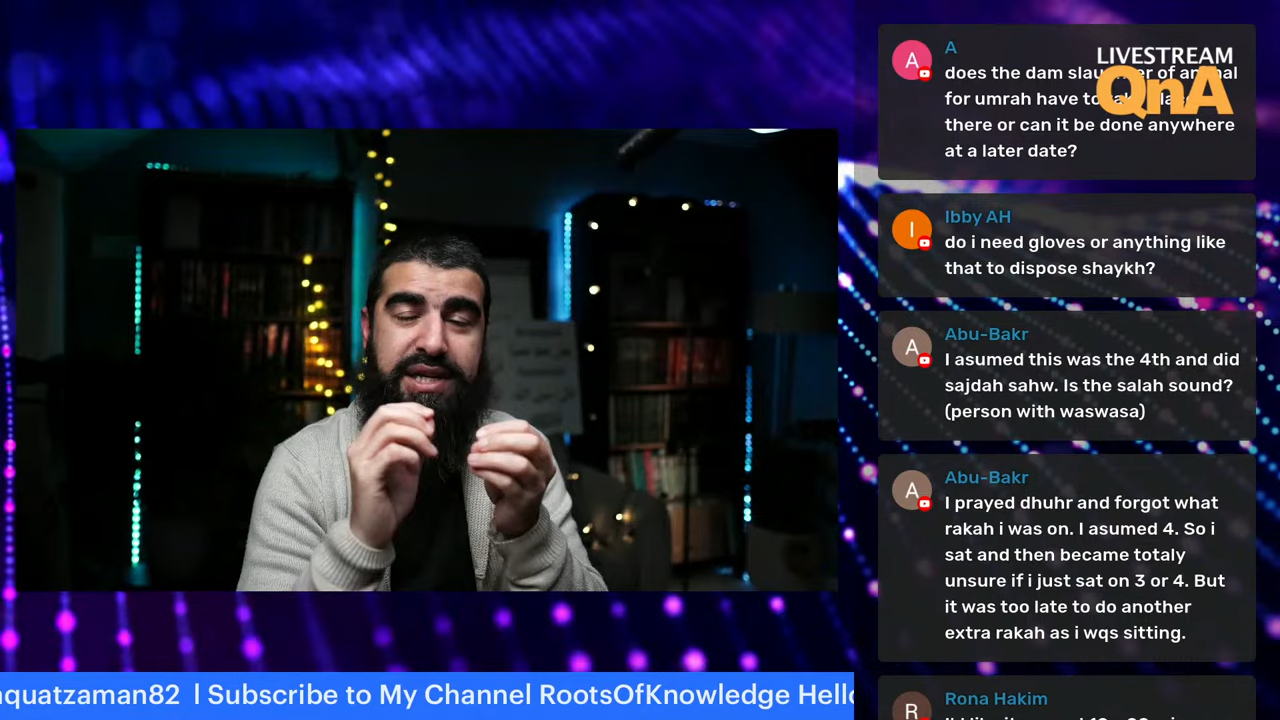 A
does the dam of
for umrah have to
there or can it be done anywhere
at a later date?
LIVESTREAM
QnA
Ibby AH
do i need gloves or anything like
that to dispose shaykh?
Abu-Bakr
I asumed this was the 4th and did
sajdah sahw. Is the salah sound?
(person with waswasa)
Abu-Bakr
I prayed dhuhr and forgot what
rakah i was on. I asumed 4. So i
sat and then became totaly
unsure if i just sat on 3 or 4. But
it was too late to do another
extra rakah as i wqs sitting.
Rona Hakim
A
I
A
A
R
quatzaman82 | Subscribe to My Channel RootsOfKnowledge Hello